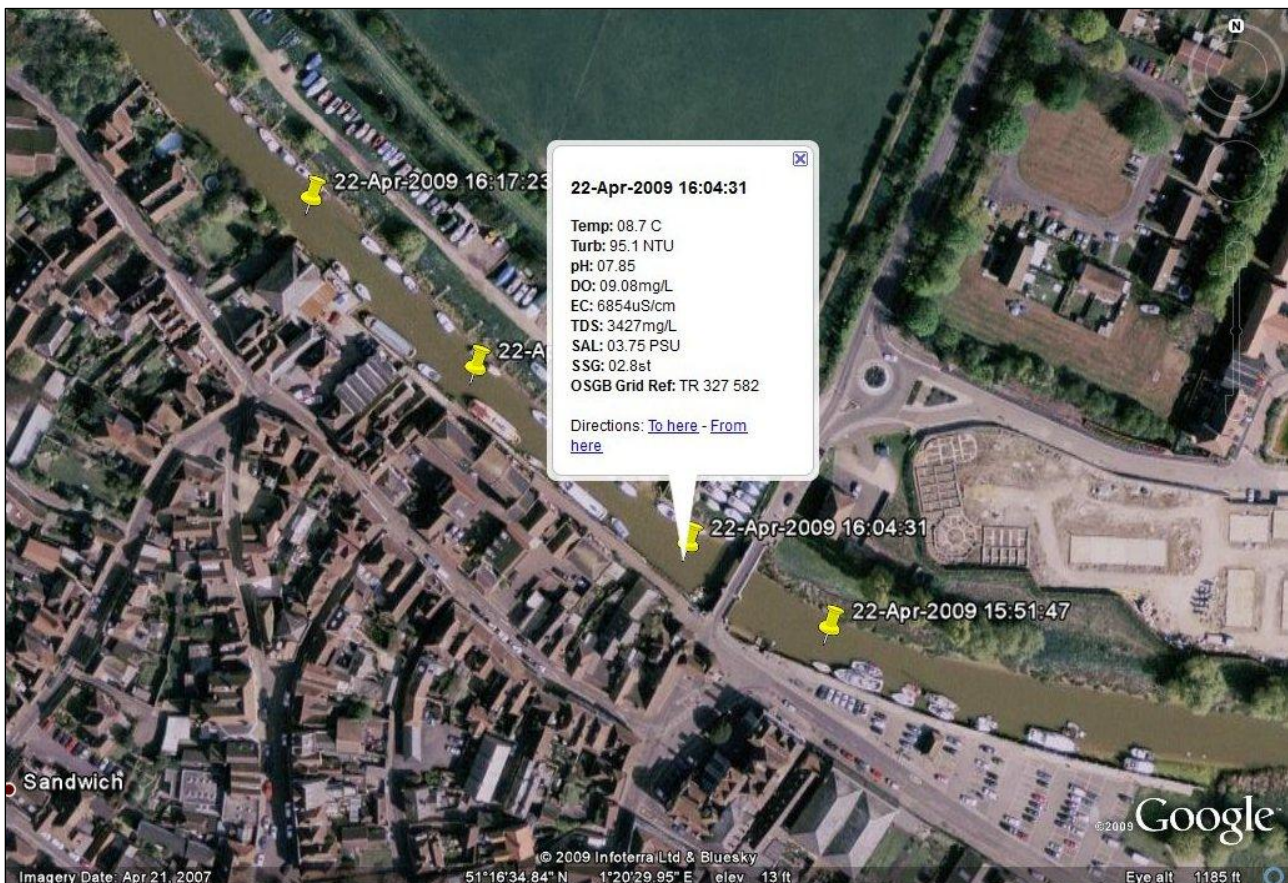 N
22-Apr-2009 16:17:23
22-A
22-Apr-2009 16:04:31
Temp: 08.7 C
Turb: 95.1 NTU
pH: 07.85
DO: 09.08mg/L
EC: 6854uS/cm
TDS: 3427mg/L
SAL: 03.75 PSU
SSG: 02.8st
OSGB Grid Ref: TR 327 582
Directions: To here - From
here
22-Apr-2009 16:04:31
22-Apr-2009 15:51:47
Sandwich
©2009 Google
© 2009 Infoterra Ltd & Bluesky
Imagery Date: Apr 21, 2007 51°16'34.84" N 1°20'29.95" E elev 13 ft Eye alt 1185 ft